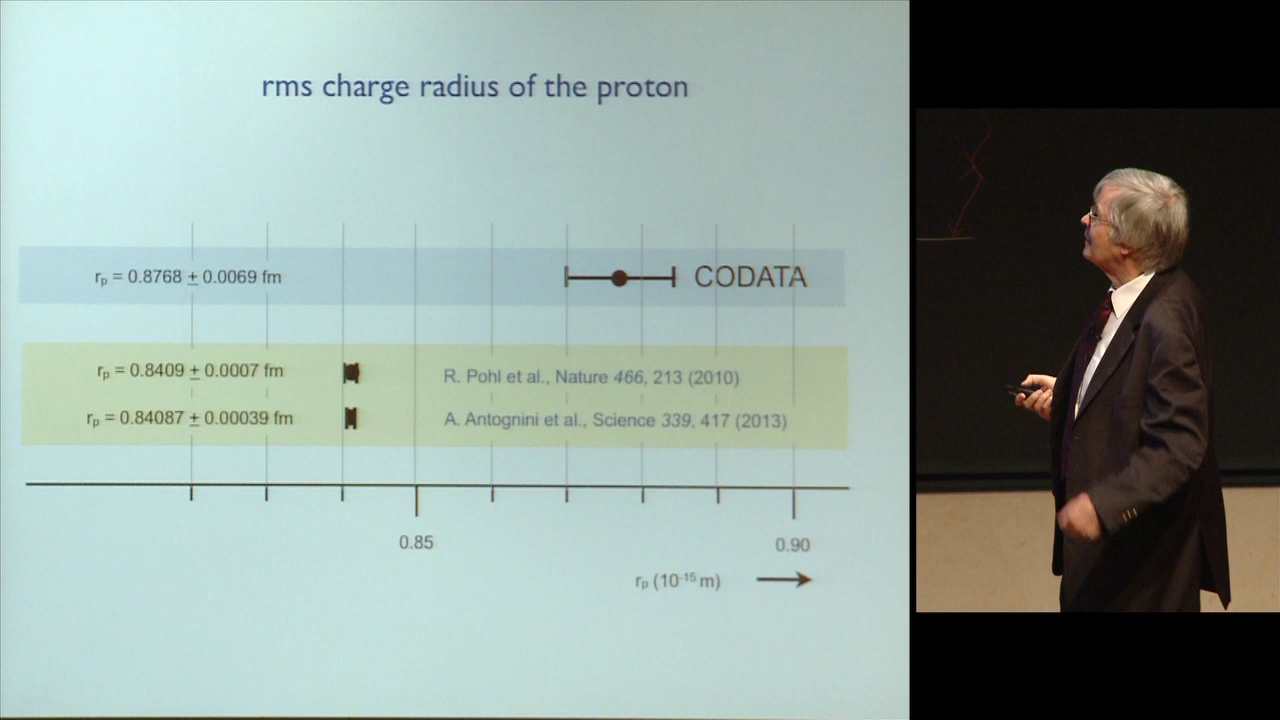 rms charge radius of the proton
rₚ = 0.8768 ± 0.0069 fm
CODATA
rₚ = 0.8409 ± 0.0007 fm
R. Pohl et al., Nature 466, 213 (2010)
rₚ = 0.84087 ± 0.00039 fm
A. Antognini et al., Science 339, 417 (2013)
0.85
0.90
rₚ (10⁻¹⁵ m)